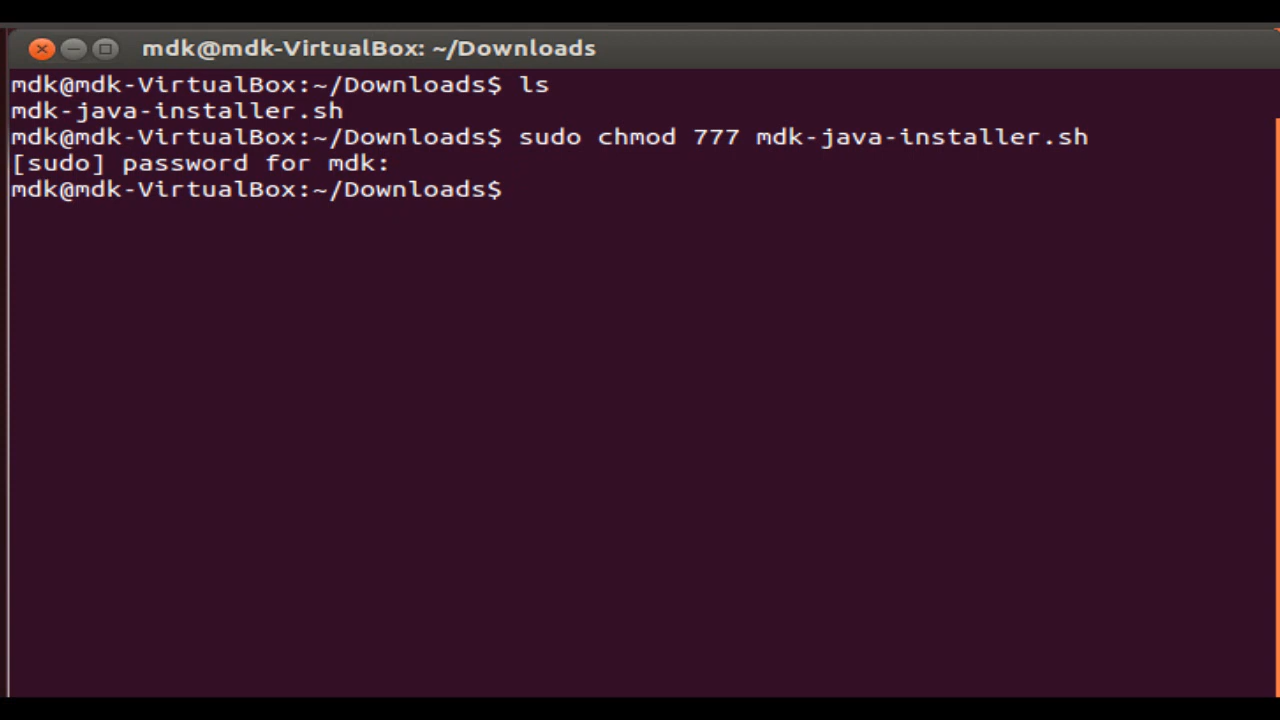 mdk@mdk-VirtualBox: ~/Downloads
mdk@mdk-VirtualBox:~/Downloads$ ls
mdk-java-installer.sh
mdk@mdk-VirtualBox:~/Downloads$ sudo chmod 777 mdk-java-installer.sh
[sudo] password for mdk:
mdk@mdk-VirtualBox:~/Downloads$